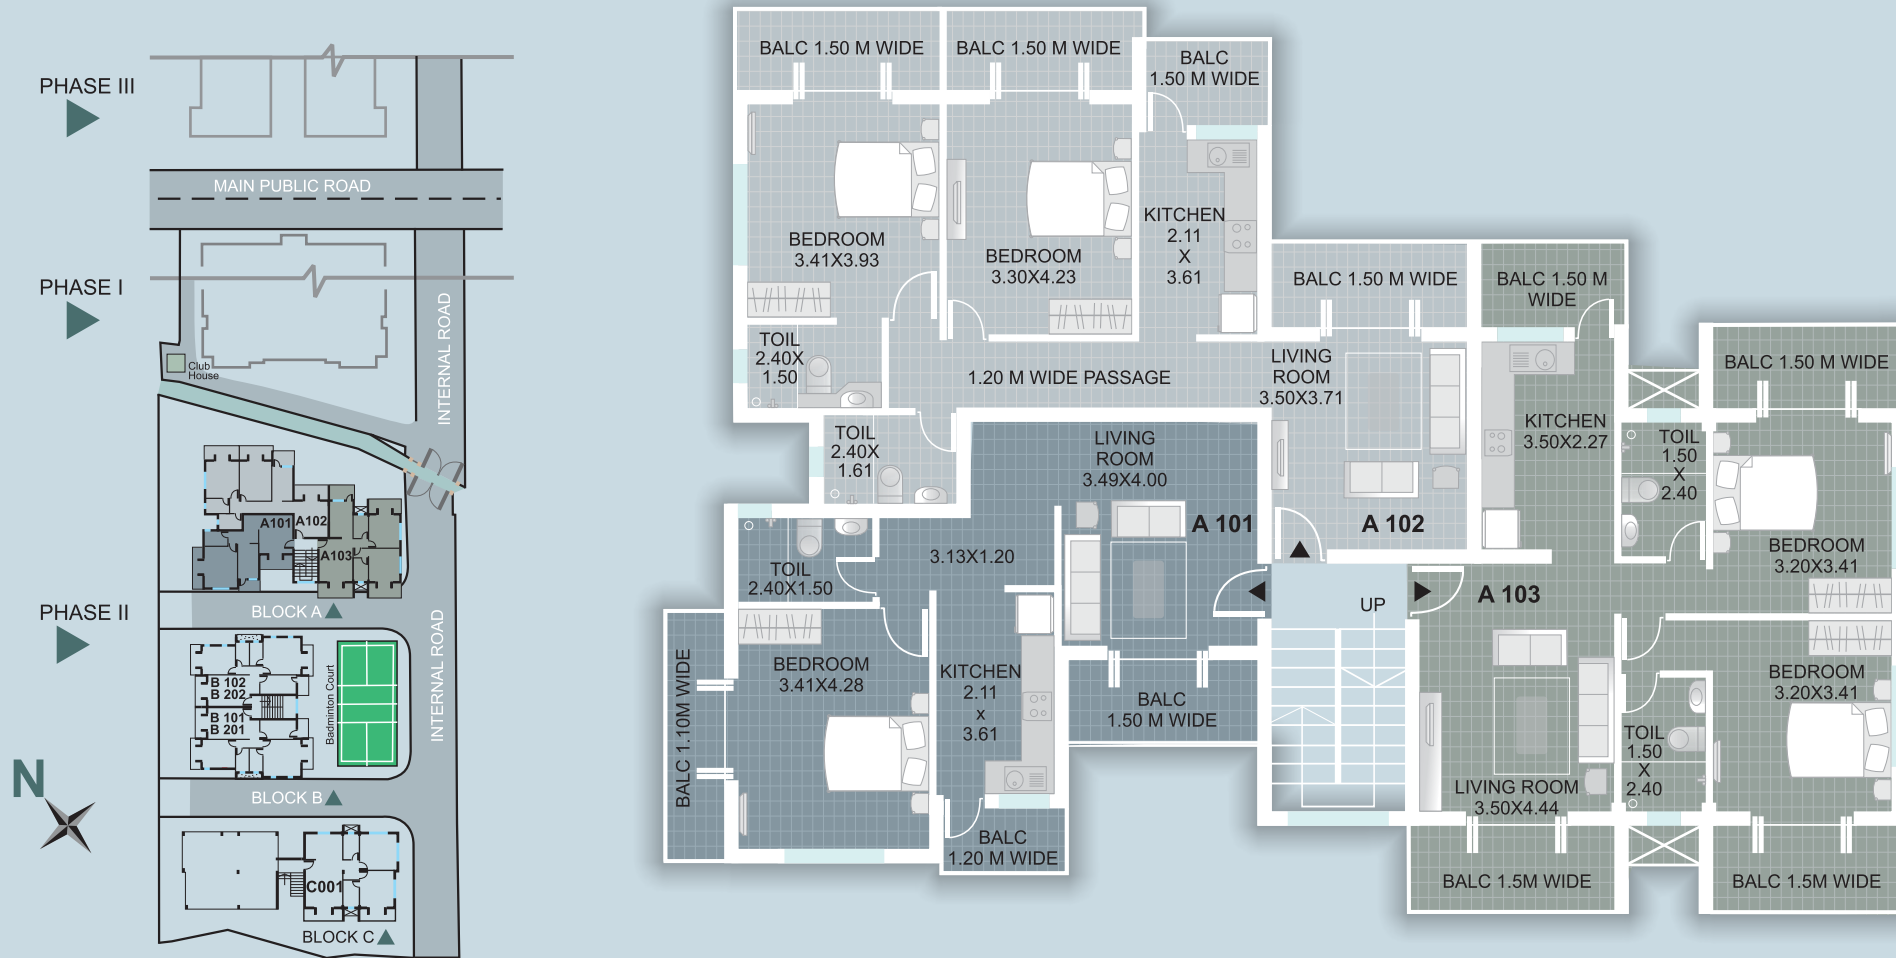 PHASE III
MAIN PUBLIC ROAD
PHASE I
INTERNAL ROAD
Club
House
A101
A102
A103
BLOCK A
PHASE II
INTERNAL ROAD
B 102
B 202
B 101
B 201
Badminton Court
BLOCK B
N
C001
BLOCK C
BALC 1.50 M WIDE
BALC 1.50 M WIDE
BALC
1.50 M WIDE
BEDROOM
3.41X3.93
BEDROOM
3.30X4.23
KITCHEN
2.11
X
3.61
BALC 1.50 M WIDE
BALC 1.50 M
WIDE
TOIL
2.40X
1.50
1.20 M WIDE PASSAGE
LIVING
ROOM
3.50X3.71
BALC 1.50 M WIDE
TOIL
2.40X
1.61
LIVING
ROOM
3.49X4.00
KITCHEN
3.50X2.27
TOIL
1.50
X
2.40
A 101
A 102
BEDROOM
3.20X3.41
3.13X1.20
TOIL
2.40X1.50
UP
A 103
BALC 1.10M WIDE
BEDROOM
3.41X4.28
KITCHEN
2.11
x
3.61
BALC
1.50 M WIDE
BEDROOM
3.20X3.41
TOIL
1.50
X
2.40
LIVING ROOM
3.50X4.44
BALC
1.20 M WIDE
BALC 1.5M WIDE
BALC 1.5M WIDE